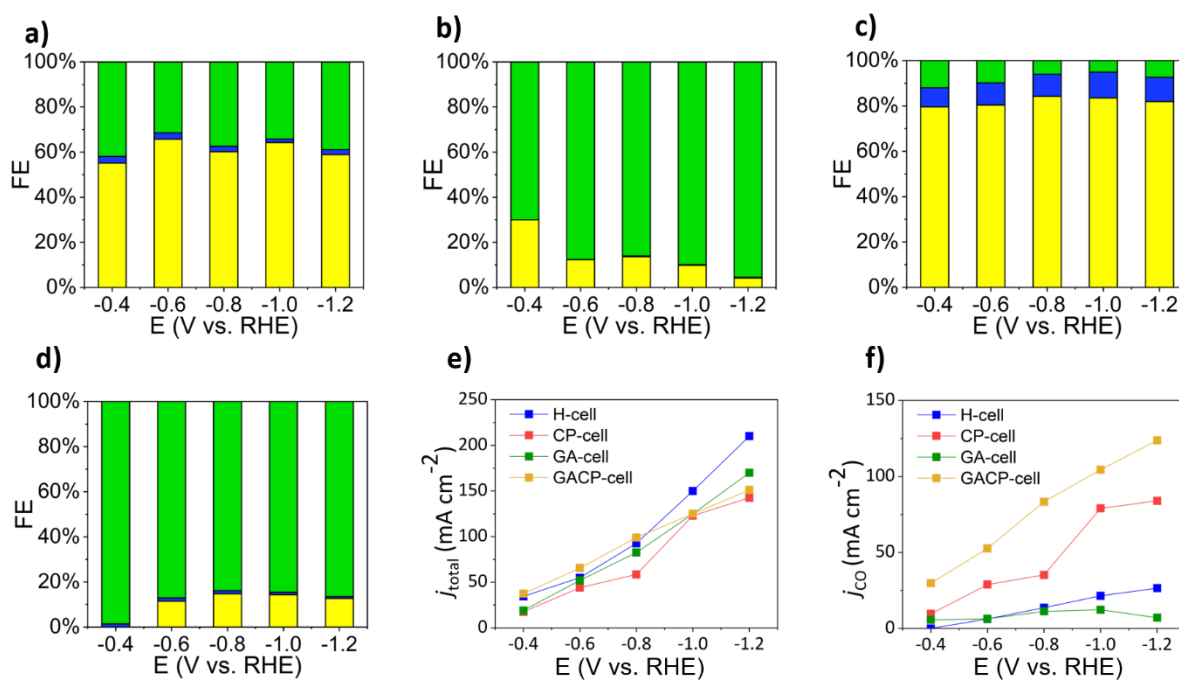 a)
100%
80%
60%
40%
20%
0%
FE
-0.4 -0.6 -0.8 -1.0 -1.2
E (V vs. RHE)
b)
100%
80%
60%
40%
20%
0%
FE
-0.4 -0.6 -0.8 -1.0 -1.2
E (V vs. RHE)
c)
100%
80%
60%
40%
20%
0%
FE
-0.4 -0.6 -0.8 -1.0 -1.2
E (V vs. RHE)
d)
100%
80%
60%
40%
20%
0%
FE
-0.4 -0.6 -0.8 -1.0 -1.2
E (V vs. RHE)
e)
250
200
150
100
50
0
j_total (mA cm⁻²)
H-cell
CP-cell
GA-cell
GACP-cell
-0.4 -0.6 -0.8 -1.0 -1.2
E (V vs. RHE)
f)
150
100
50
0
j_CO (mA cm⁻²)
H-cell
CP-cell
GA-cell
GACP-cell
-0.4 -0.6 -0.8 -1.0 -1.2
E (V vs. RHE)